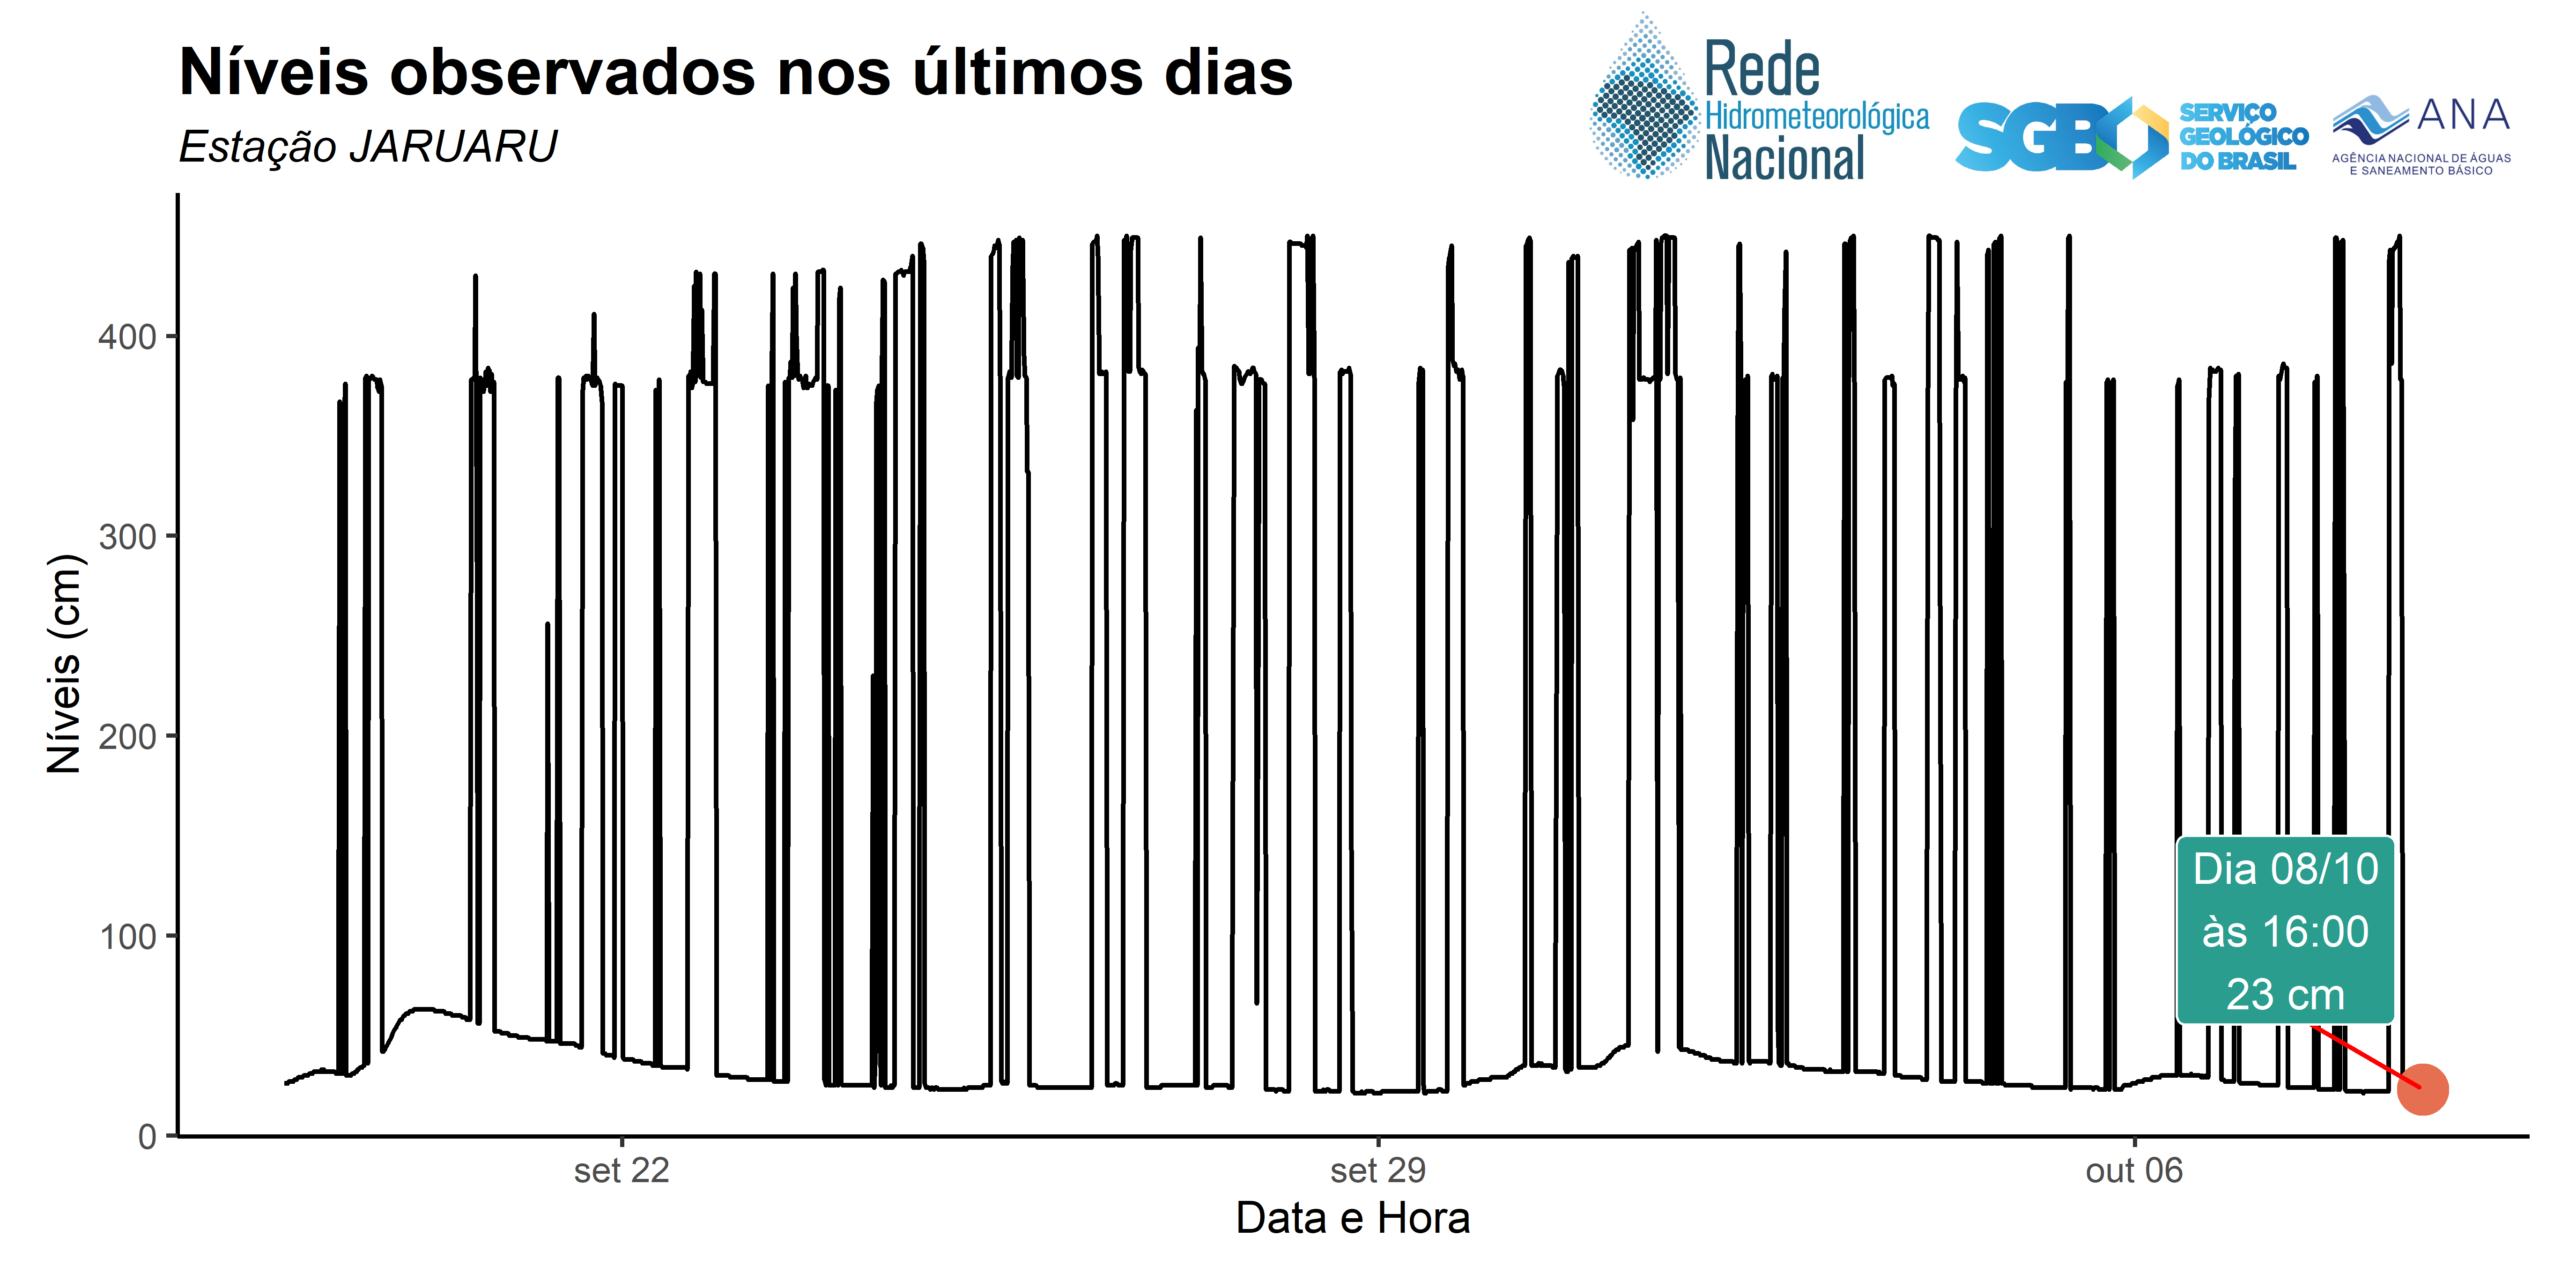 Níveis observados nos últimos dias
Estação JARUARU
Rede
Hidrometeorológica
Nacional
SGB
SERVIÇO
GEOLÓGICO
DO BRASIL
ANA
AGÊNCIA NACIONAL DE ÁGUAS
E SANEAMENTO BÁSICO
Níveis (cm)
400
300
200
100
0
Dia 08/10
às 16:00
23 cm
set 22
set 29
out 06
Data e Hora